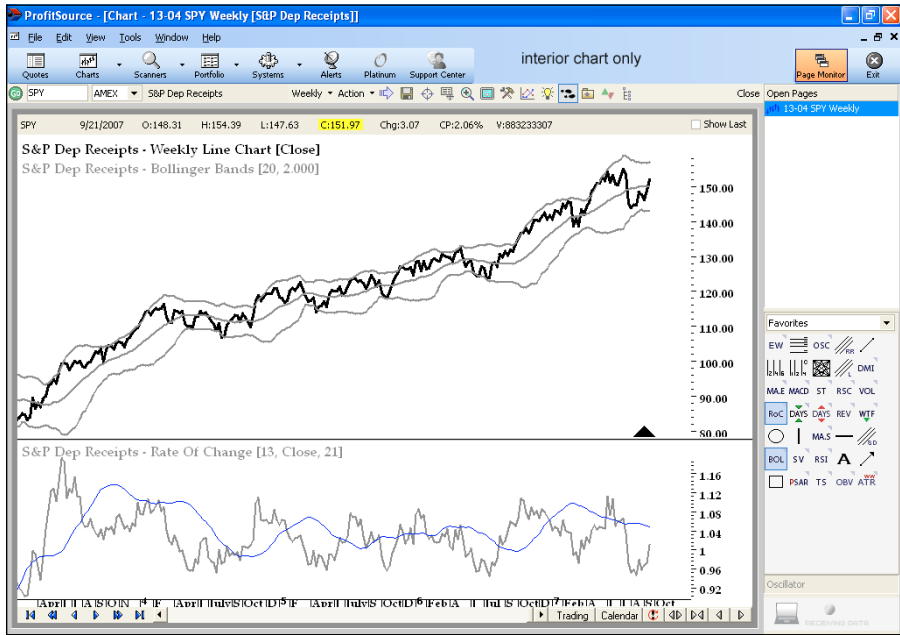 ProfitSource - [Chart - 13-04 SPY Weekly [S&P Dep Receipts]]
File Edit View Tools Window Help
interior chart only
Quotes Charts Scanners Portfolio Systems Alerts Platinum Support Center Page Monitor Exit
Go SPY AMEX S&P Dep Receipts Weekly Action Close Open Pages
13-04 SPY Weekly
SPY 9/21/2007 O:148.31 H:154.39 L:147.63 C:151.97 Chg:3.07 CP:2.06% V:883233307 Show Last
S&P Dep Receipts - Weekly Line Chart [Close]
S&P Dep Receipts - Bollinger Bands [20, 2.000]
150.00
140.00
130.00
120.00
110.00
100.00
90.00
80.00
Favorites
EW OSC RR
L DMI
MA.E MACD ST RSC VOL
RoC DAYS DAYS REV WTF
MA.S SD
BOL SV RSI A
PSAR TS OBV ATR
S&P Dep Receipts - Rate Of Change [13, Close, 21]
1.16
1.12
1.05
1.04
1
0.96
0.92
Oscillator
Trading Calendar
RECEIVING DATA